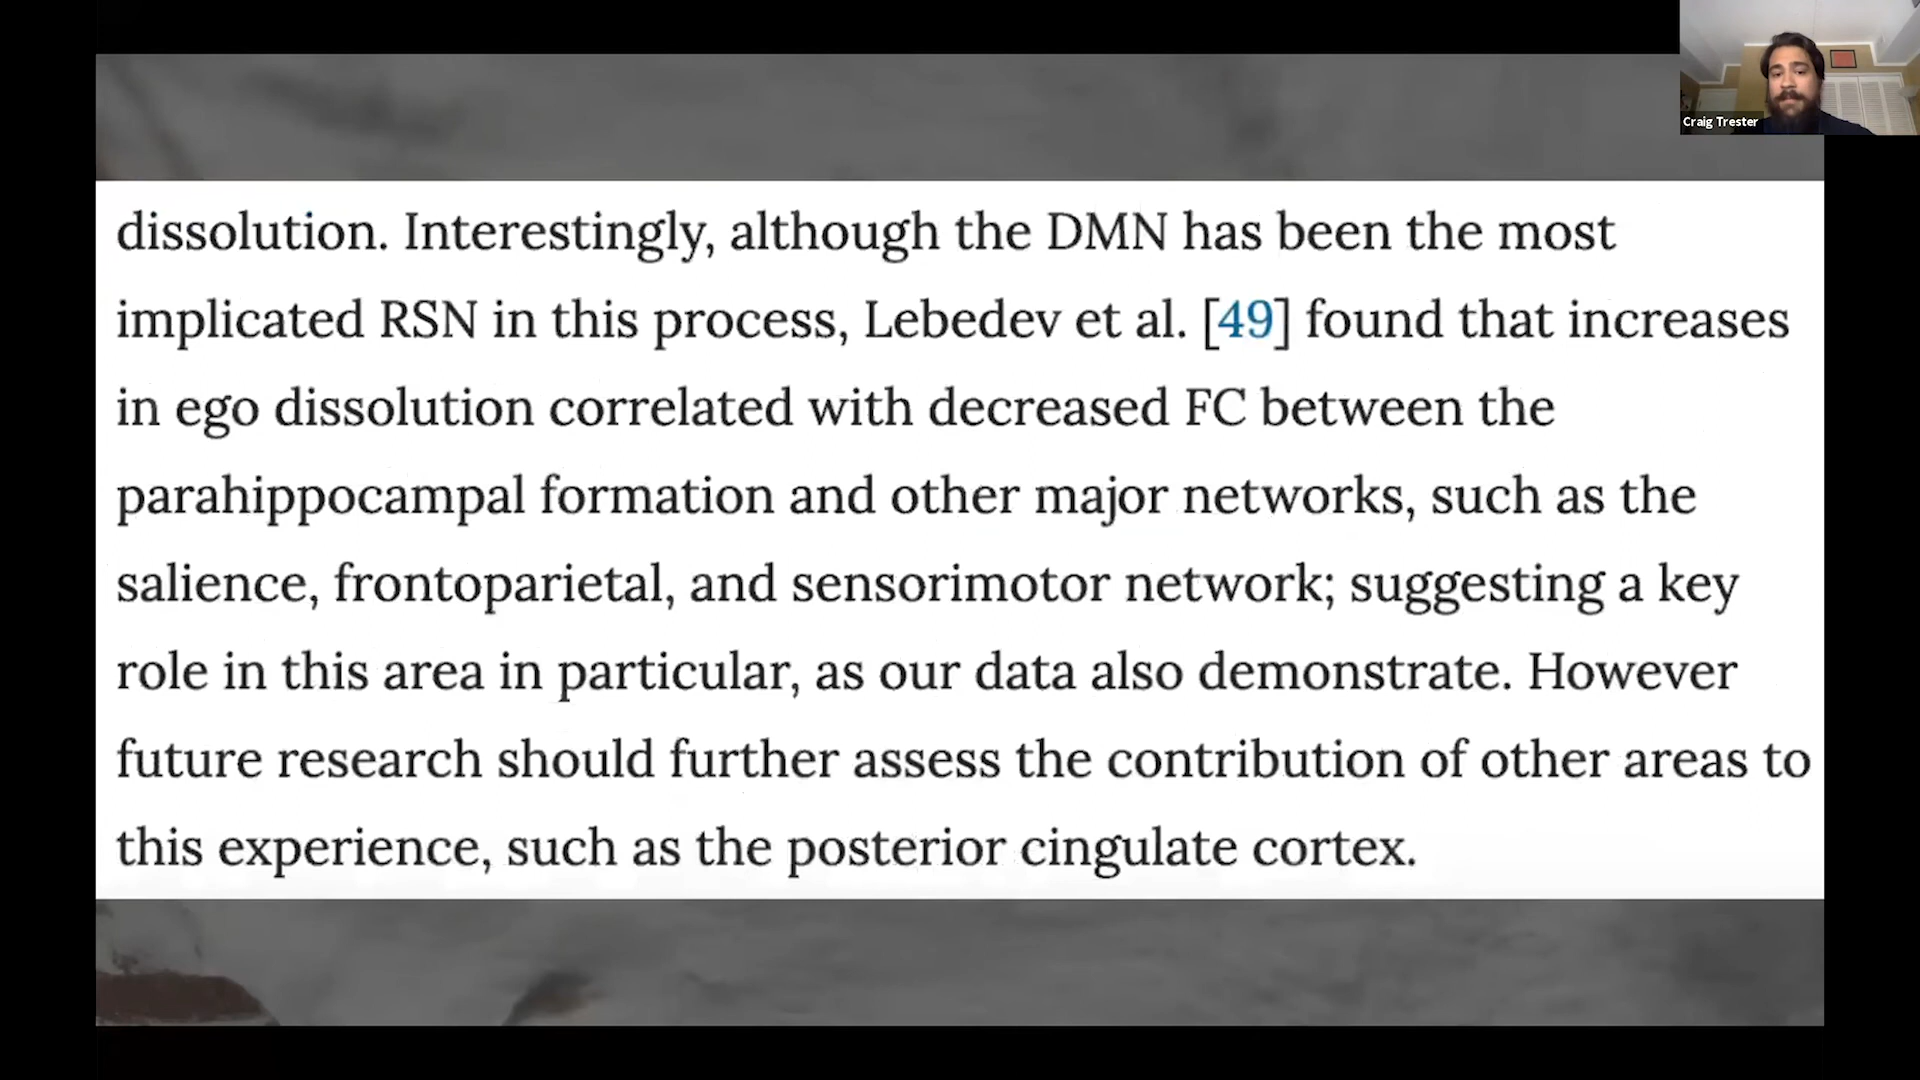 Craig Trester
dissolution. Interestingly, although the DMN has been the most
implicated RSN in this process, Lebedev et al. [49] found that increases
in ego dissolution correlated with decreased FC between the
parahippocampal formation and other major networks, such as the
salience, frontoparietal, and sensorimotor network; suggesting a key
role in this area in particular, as our data also demonstrate. However
future research should further assess the contribution of other areas to
this experience, such as the posterior cingulate cortex.